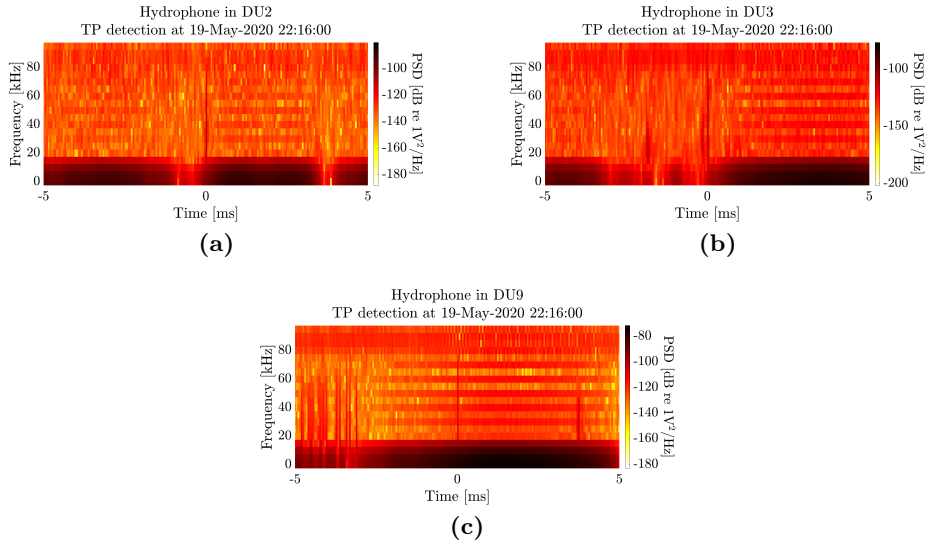 Hydrophone in DU2
TP detection at 19-May-2020 22:16:00
Frequency [kHz]
80
60
40
20
0
-5
0
5
Time [ms]
-100
-120
-140
-160
-180
PSD [dB re 1V²/Hz]
(a)
Hydrophone in DU3
TP detection at 19-May-2020 22:16:00
Frequency [kHz]
80
60
40
20
0
-5
0
5
Time [ms]
-100
-150
-200
PSD [dB re 1V²/Hz]
(b)
Hydrophone in DU9
TP detection at 19-May-2020 22:16:00
Frequency [kHz]
80
60
40
20
0
-5
0
5
Time [ms]
-80
-100
-120
-140
-160
-180
PSD [dB re 1V²/Hz]
(c)